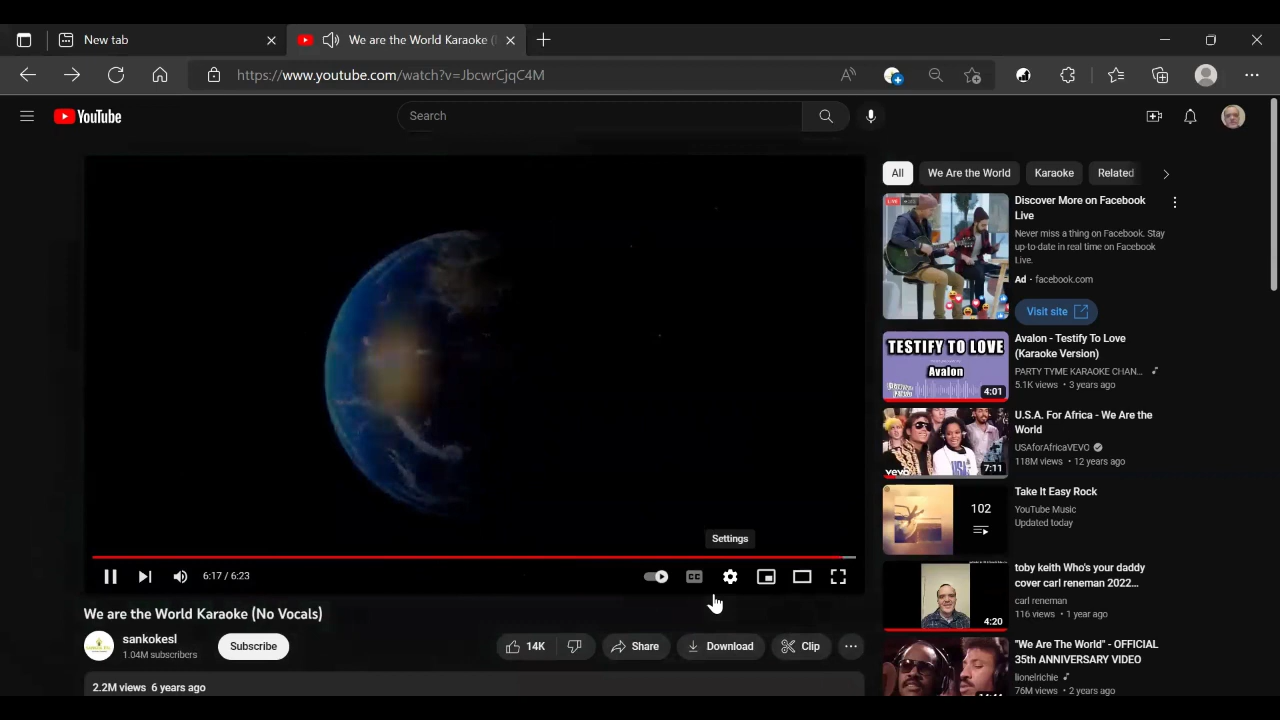 New tab
We are the World Karaoke (
https://www.youtube.com/watch?v=JbcwrCjqC4M
YouTube
Search
All
We Are the World
Karaoke
Related
LIVE
Discover More on Facebook
Live
Never miss a thing on Facebook. Stay
up-to-date in real time on Facebook
Live.
Ad · facebook.com
Visit site
TESTIFY TO LOVE
Avalon
4:01
Avalon - Testify To Love
(Karaoke Version)
PARTY TYME KARAOKE CHAN...
5.1K views • 3 years ago
vevo
7:11
U.S.A. For Africa - We Are the
World
USAforAfricaVEVO
118M views • 12 years ago
102
Take It Easy Rock
YouTube Music
Updated today
4:20
toby keith Who's your daddy
cover carl reneman 2022...
carl reneman
116 views • 1 year ago
"We Are The World" - OFFICIAL
35th ANNIVERSARY VIDEO
lionelrichie
76M views • 2 years ago
Settings
6:17 / 6:23
CC
We are the World Karaoke (No Vocals)
sankokesl
1.04M subscribers
Subscribe
14K
Share
Download
Clip
2.2M views 6 years ago